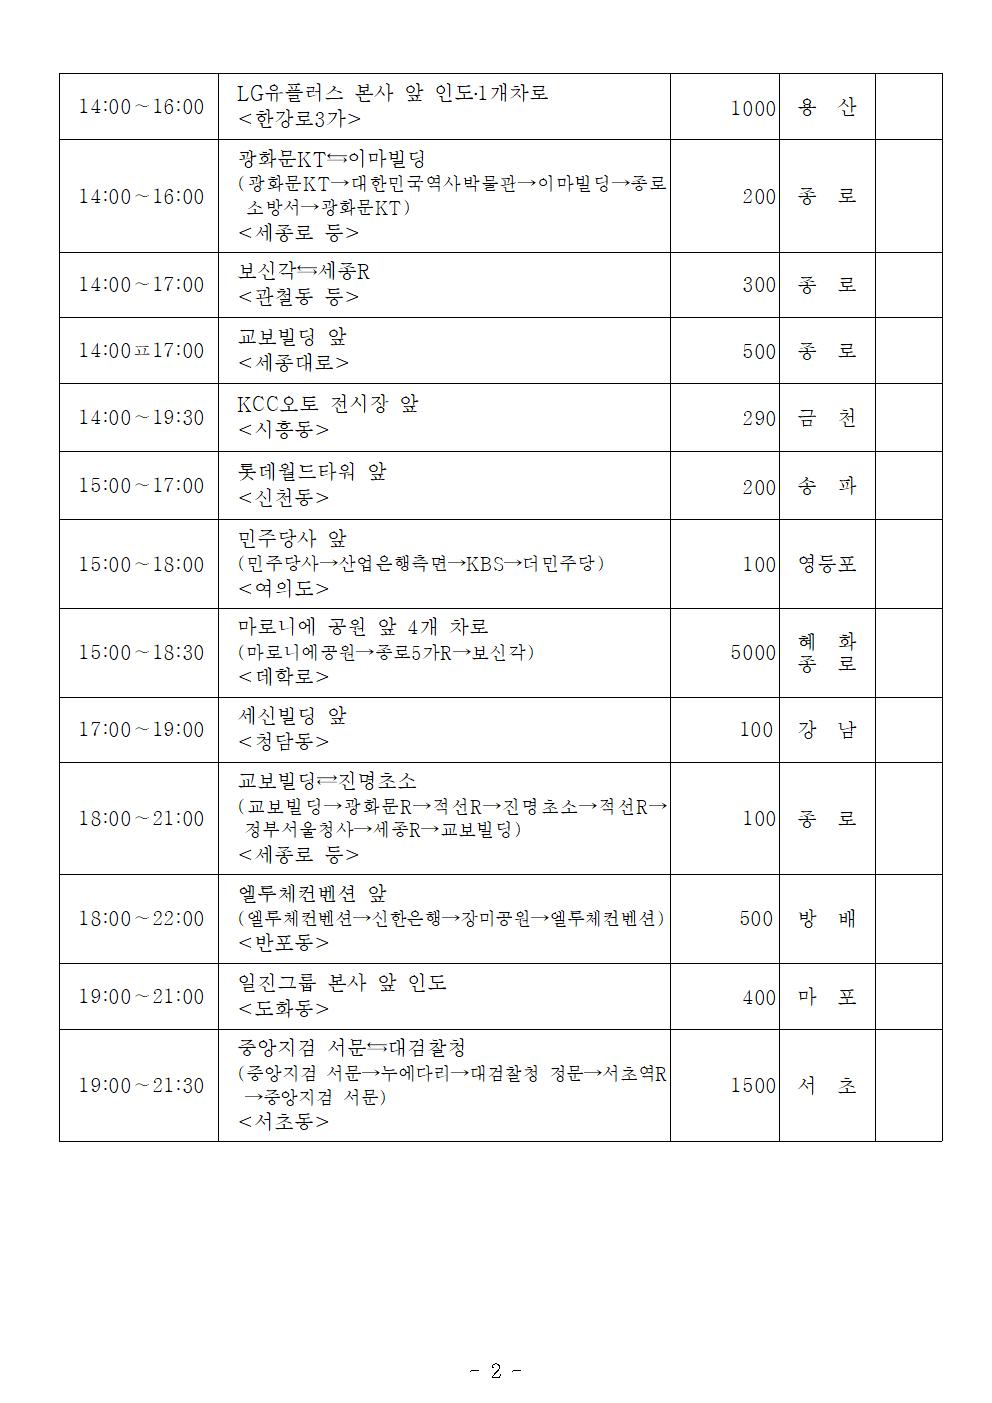 14:00～16:00
LG유플러스 본사 앞 인도·1개차로
<한강로3가>
1000
용 산
14:00～16:00
광화문KT⇆이마빌딩
(광화문KT→대한민국역사박물관→이마빌딩→종로
소방서→광화문KT)
<세종로 등>
200
종 로
14:00～17:00
보신각⇆세종R
<관철동 등>
300
종 로
14:00ㅍ17:00
교보빌딩 앞
<세종대로>
500
종 로
14:00～19:30
KCC오토 전시장 앞
<시흥동>
290
금 천
15:00～17:00
롯데월드타워 앞
<신천동>
200
송 파
15:00～18:00
민주당사 앞
(민주당사→산업은행측면→KBS→더민주당)
<여의도>
100
영등포
15:00～18:30
마로니에 공원 앞 4개 차로
(마로니에공원→종로5가R→보신각)
<데학로>
5000
혜 화
종 로
17:00～19:00
세신빌딩 앞
<청담동>
100
강 남
18:00～21:00
교보빌딩⇄진명초소
(교보빌딩→광화문R→적선R→진명초소→적선R→
정부서울청사→세종R→교보빌딩)
<세종로 등>
100
종 로
18:00～22:00
엘루체컨벤션 앞
(엘루체컨벤션→신한은행→장미공원→엘루체컨벤션)
<반포동>
500
방 배
19:00～21:00
일진그룹 본사 앞 인도
<도화동>
400
마 포
19:00～21:30
중앙지검 서문⇆대검찰청
(중앙지검 서문→누에다리→대검찰청 정문→서초역R
→중앙지검 서문)
<서초동>
1500
서 초
- 2 -